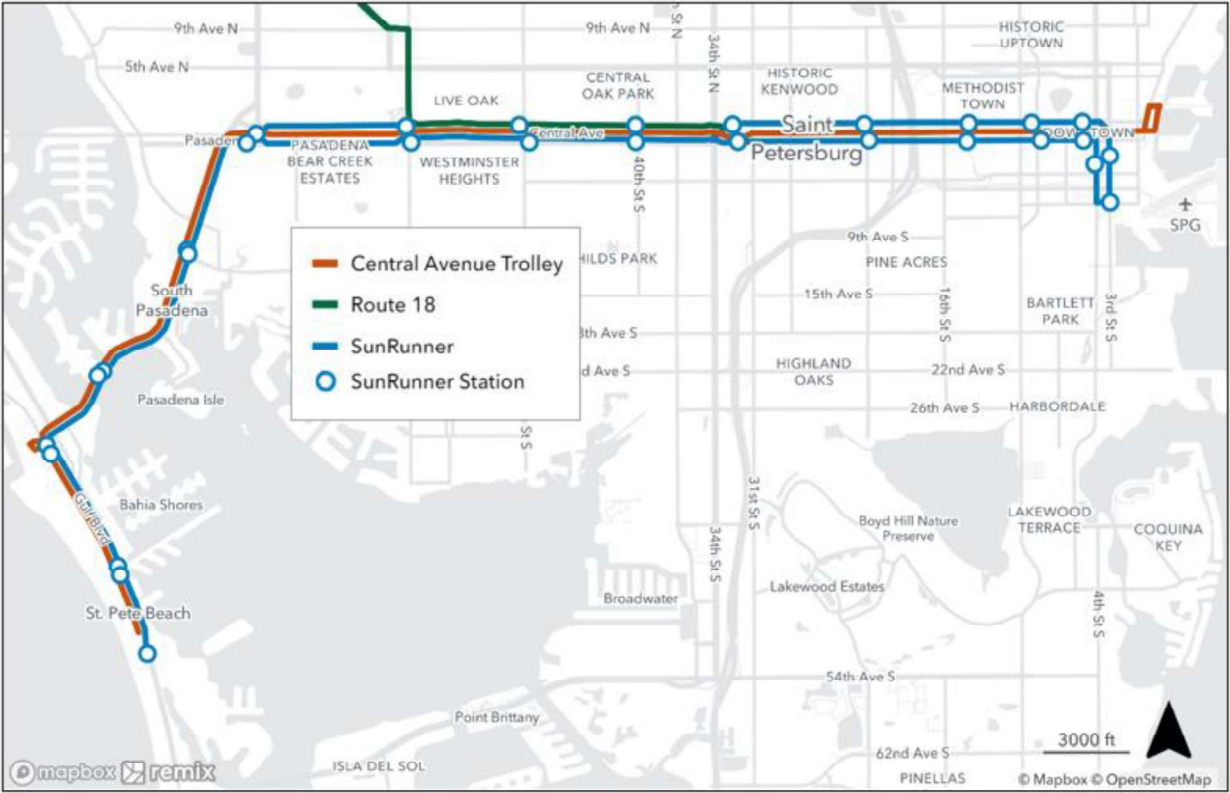 9th Ave N
9th Ave N
HISTORIC
UPTOWN
34th St N
5th Ave N
CENTRAL
OAK PARK
HISTORIC
KENWOOD
METHODIST
TOWN
LIVE OAK
Central Ave
Saint
Petersburg
PASADENA
BEAR CREEK
ESTATES
WESTMINSTER
HEIGHTS
40th St S
SPG
9th Ave S
PINE ACRES
Central Avenue Trolley
Route 18
SunRunner
SunRunner Station
South
Pasadena
15th Ave S
16th St S
BARTLETT
PARK
3rd St S
HIGHLAND
OAKS
22nd Ave S
Pasadena Isle
26th Ave S
HARBORDALE
St S
Gulf Blvd
Bahia Shores
31st St S
34th St S
Boyd Hill Nature
Preserve
LAKEWOOD
TERRACE
COQUINA
KEY
Lakewood Estates
Broadwater
4th St S
St. Pete Beach
54th Ave S
Point Brittany
3000 ft
62nd Ave S
ISLA DEL SOL
PINELLAS
mapbox remix
© Mapbox © OpenStreetMap